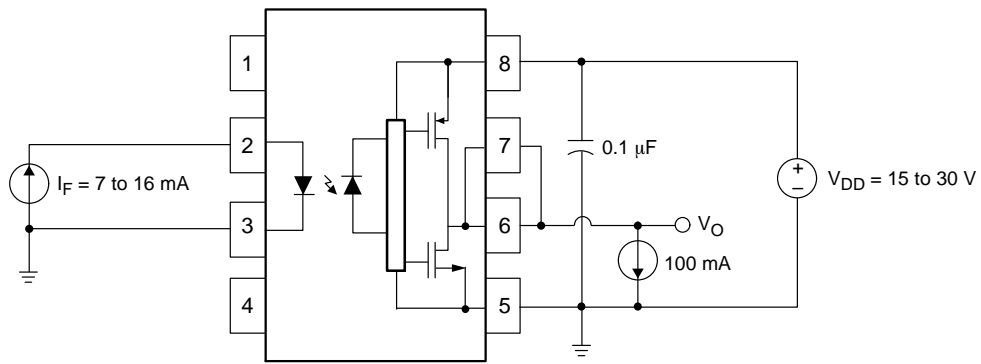 1
8
2
7
0.1 μF
I_F = 7 to 16 mA
+
–
V_DD = 15 to 30 V
3
6
V_O
100 mA
4
5